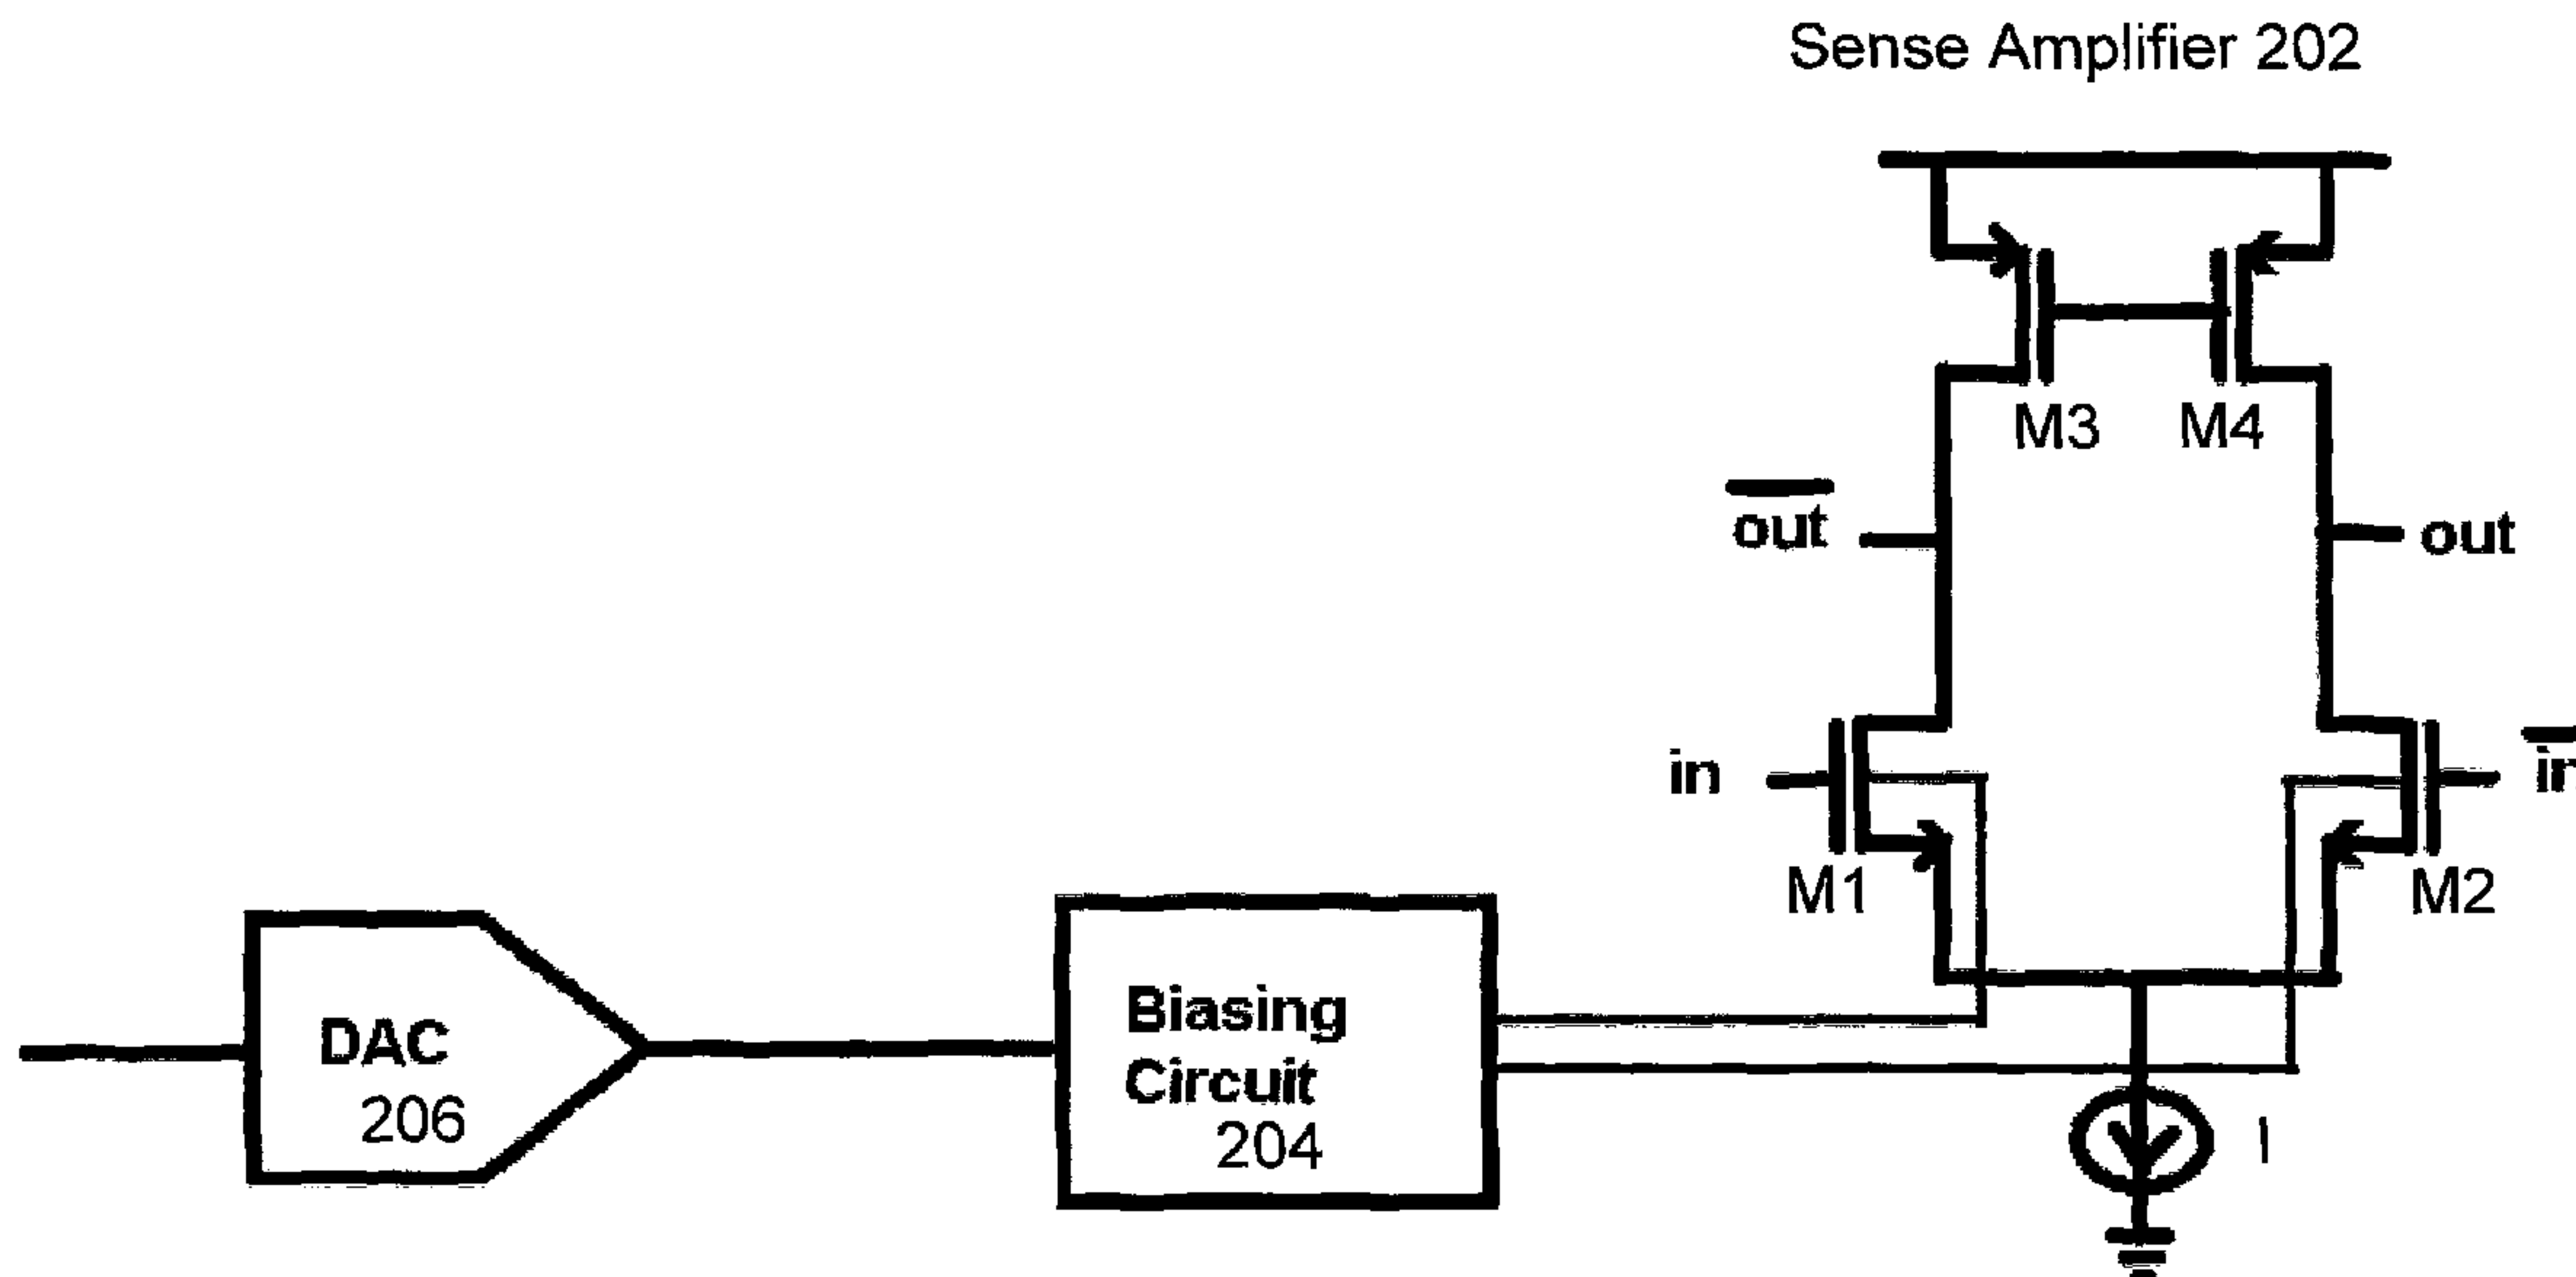 Sense Amplifier 202
M3 M4
out
out
in
M1
M2
DAC
206
Biasing
Circuit
204
I